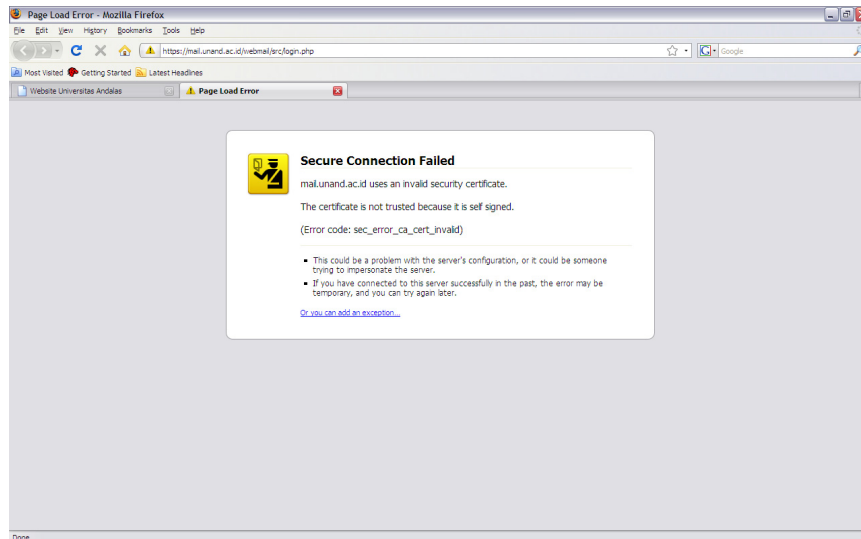 Page Load Error - Mozilla Firefox
File Edit View History Bookmarks Tools Help
https://mail.unand.ac.id/webmail/src/login.php
G Google
Most Visited Getting Started Latest Headlines
Website Universitas Andalas Page Load Error
Secure Connection Failed
mail.unand.ac.id uses an invalid security certificate.
The certificate is not trusted because it is self signed.
(Error code: sec_error_ca_cert_invalid)
This could be a problem with the server's configuration, or it could be someone
trying to impersonate the server.
If you have connected to this server successfully in the past, the error may be
temporary, and you can try again later.
Or you can add an exception...
Done